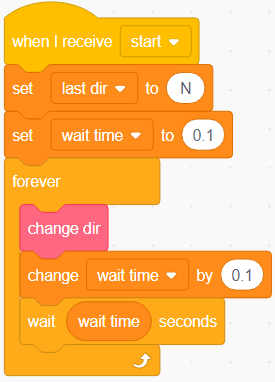 when I receive start
set last dir to N
set wait time to 0.1
forever
change dir
change wait time by 0.1
wait wait time seconds